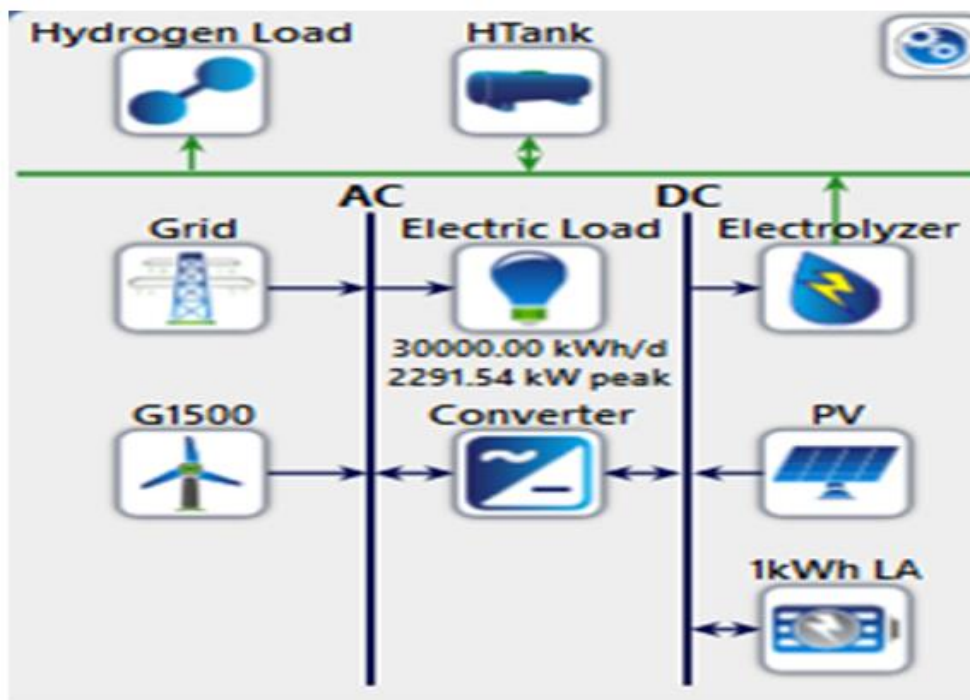 Hydrogen Load HTank
AC DC
Grid Electric Load Electrolyzer
30000.00 kWh/d
2291.54 kW peak
G1500 Converter PV
1kWh LA